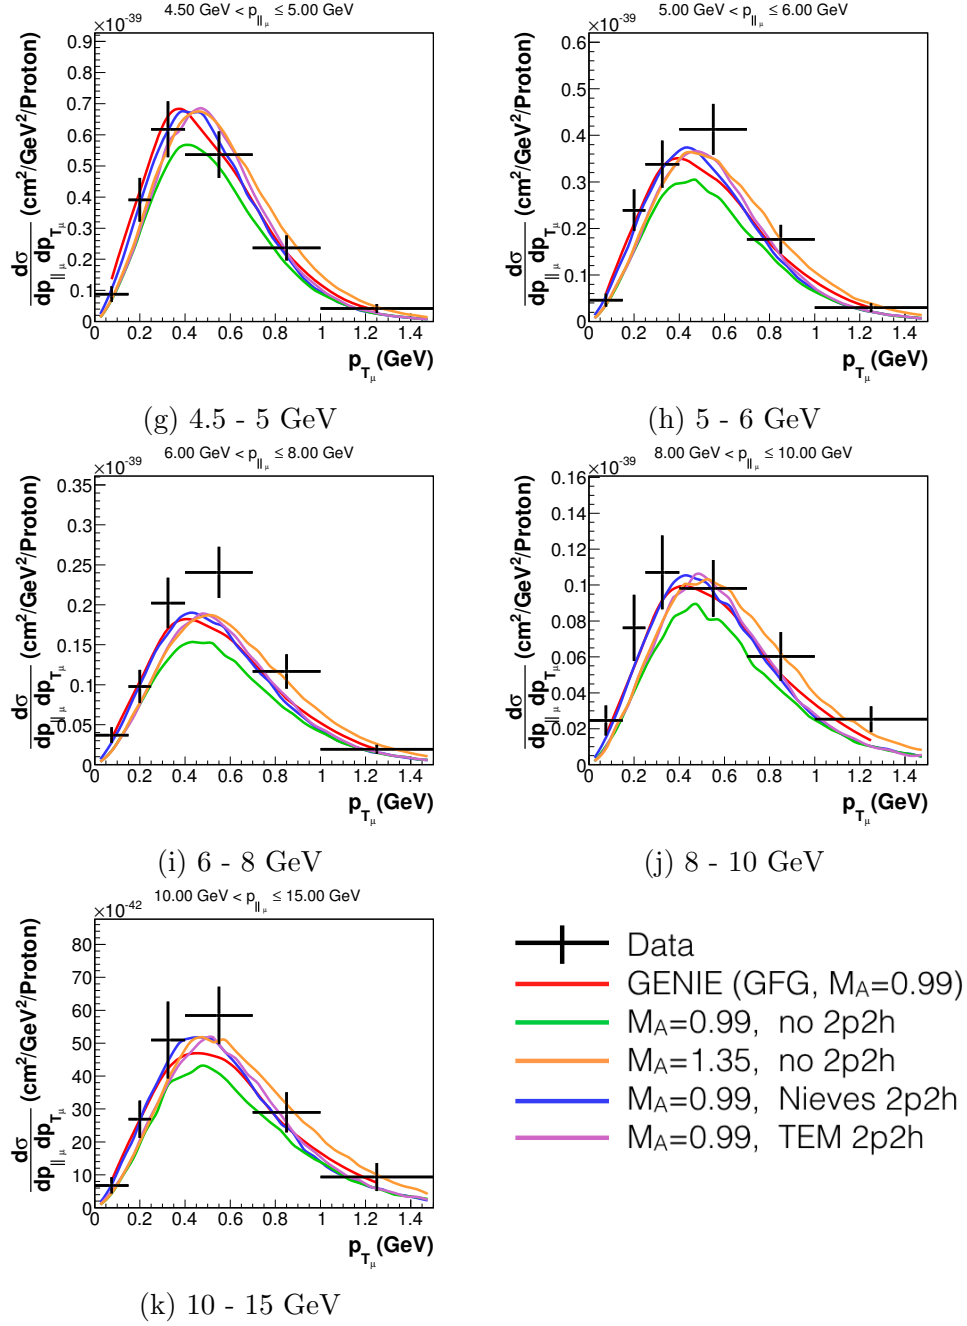 4.50 GeV < p||μ ≤ 5.00 GeV
×10-39
dσ/dp||μ dpTμ (cm2/GeV2/Proton)
0.9
0.8
0.7
0.6
0.5
0.4
0.3
0.2
0.1
0 0.2 0.4 0.6 0.8 1 1.2 1.4
pTμ (GeV)
(g) 4.5 - 5 GeV
5.00 GeV < p||μ ≤ 6.00 GeV
×10-39
dσ/dp||μ dpTμ (cm2/GeV2/Proton)
0.6
0.5
0.4
0.3
0.2
0.1
0 0.2 0.4 0.6 0.8 1 1.2 1.4
pTμ (GeV)
(h) 5 - 6 GeV
6.00 GeV < p||μ ≤ 8.00 GeV
×10-39
dσ/dp||μ dpTμ (cm2/GeV2/Proton)
0.35
0.3
0.25
0.2
0.15
0.1
0.05
0
0 0.2 0.4 0.6 0.8 1 1.2 1.4
pTμ (GeV)
(i) 6 - 8 GeV
8.00 GeV < p||μ ≤ 10.00 GeV
×10-39
dσ/dp||μ dpTμ (cm2/GeV2/Proton)
0.16
0.14
0.12
0.1
0.08
0.06
0.04
0.02
0
0 0.2 0.4 0.6 0.8 1 1.2 1.4
pTμ (GeV)
(j) 8 - 10 GeV
10.00 GeV < p||μ ≤ 15.00 GeV
×10-42
dσ/dp||μ dpTμ (cm2/GeV2/Proton)
80
70
60
50
40
30
20
10
0
0 0.2 0.4 0.6 0.8 1 1.2 1.4
pTμ (GeV)
(k) 10 - 15 GeV
Data
GENIE (GFG, MA=0.99)
MA=0.99, no 2p2h
MA=1.35, no 2p2h
MA=0.99, Nieves 2p2h
MA=0.99, TEM 2p2h